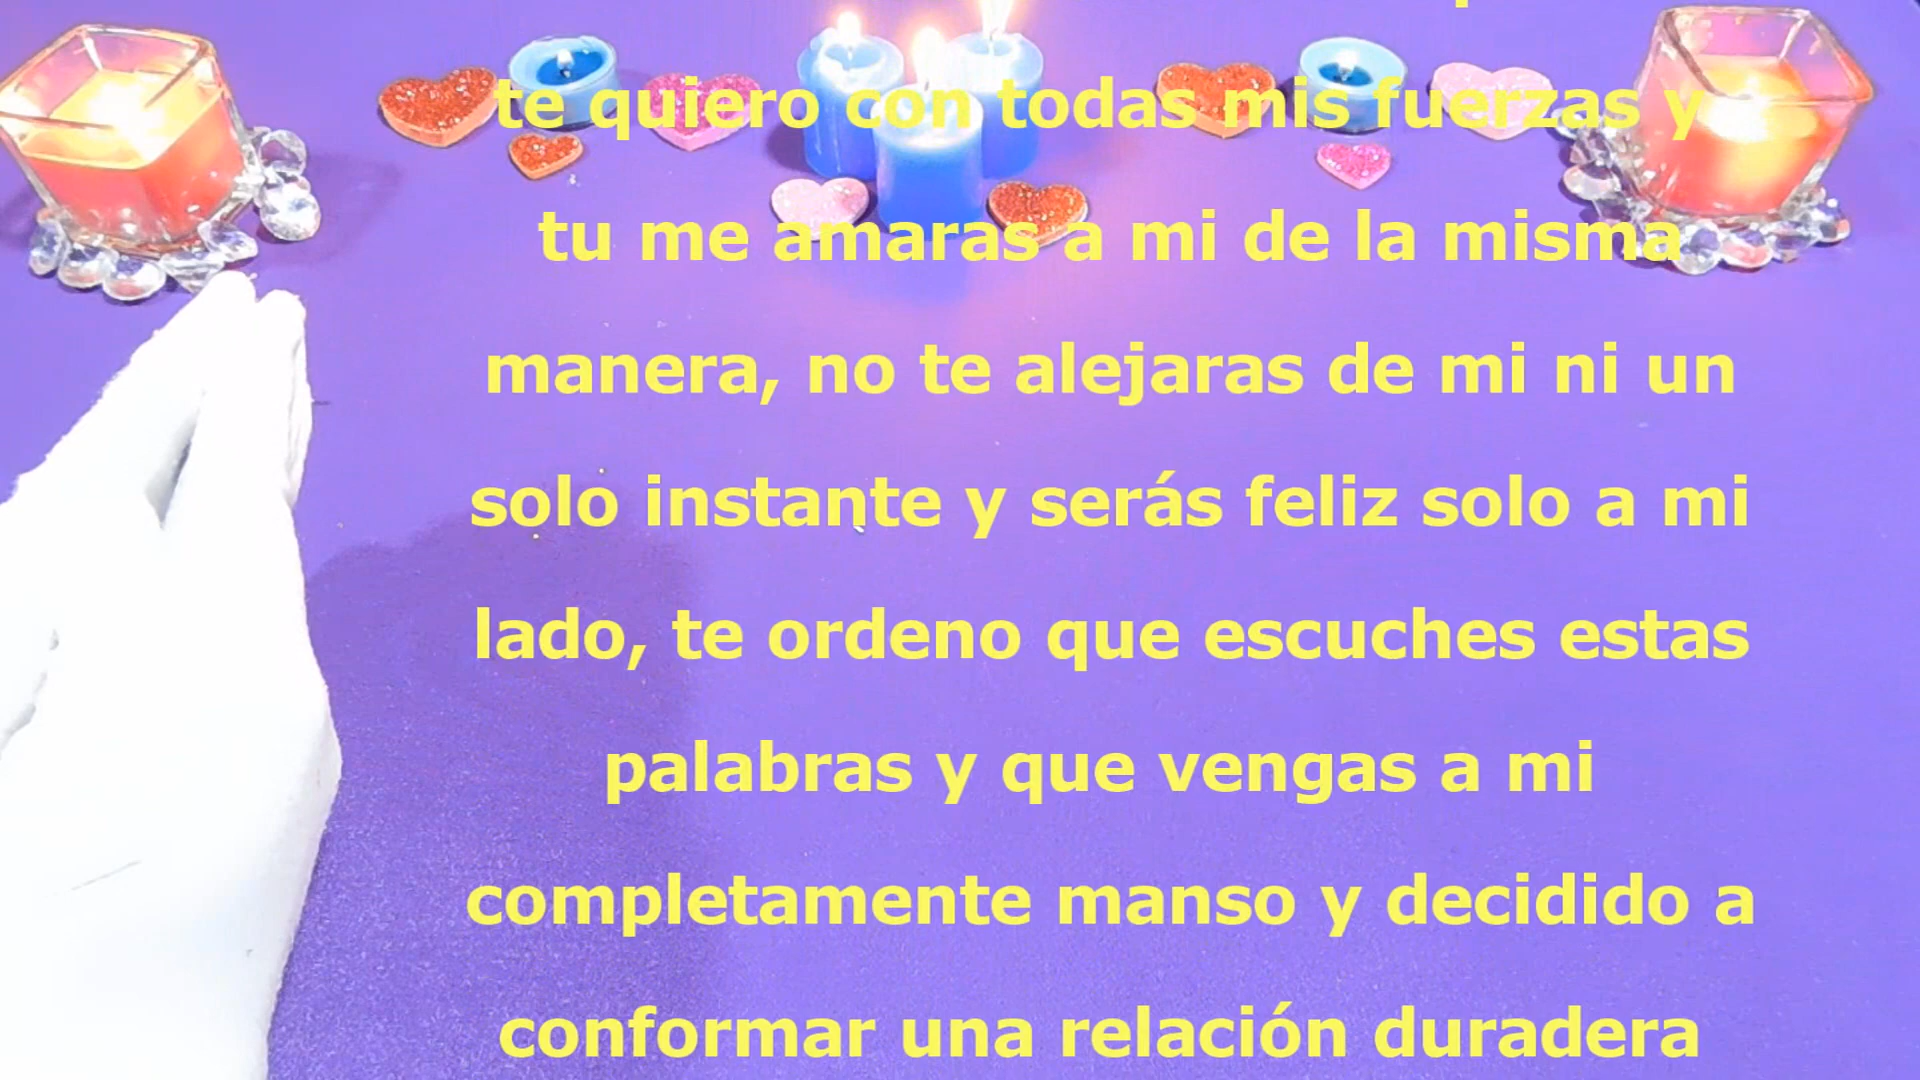 te quiero con todas mis fuerzas y
tu me amaras a mi de la misma
manera, no te alejaras de mi ni un
solo instante y serás feliz solo a mi
lado, te ordeno que escuches estas
palabras y que vengas a mi
completamente manso y decidido a
conformar una relación duradera